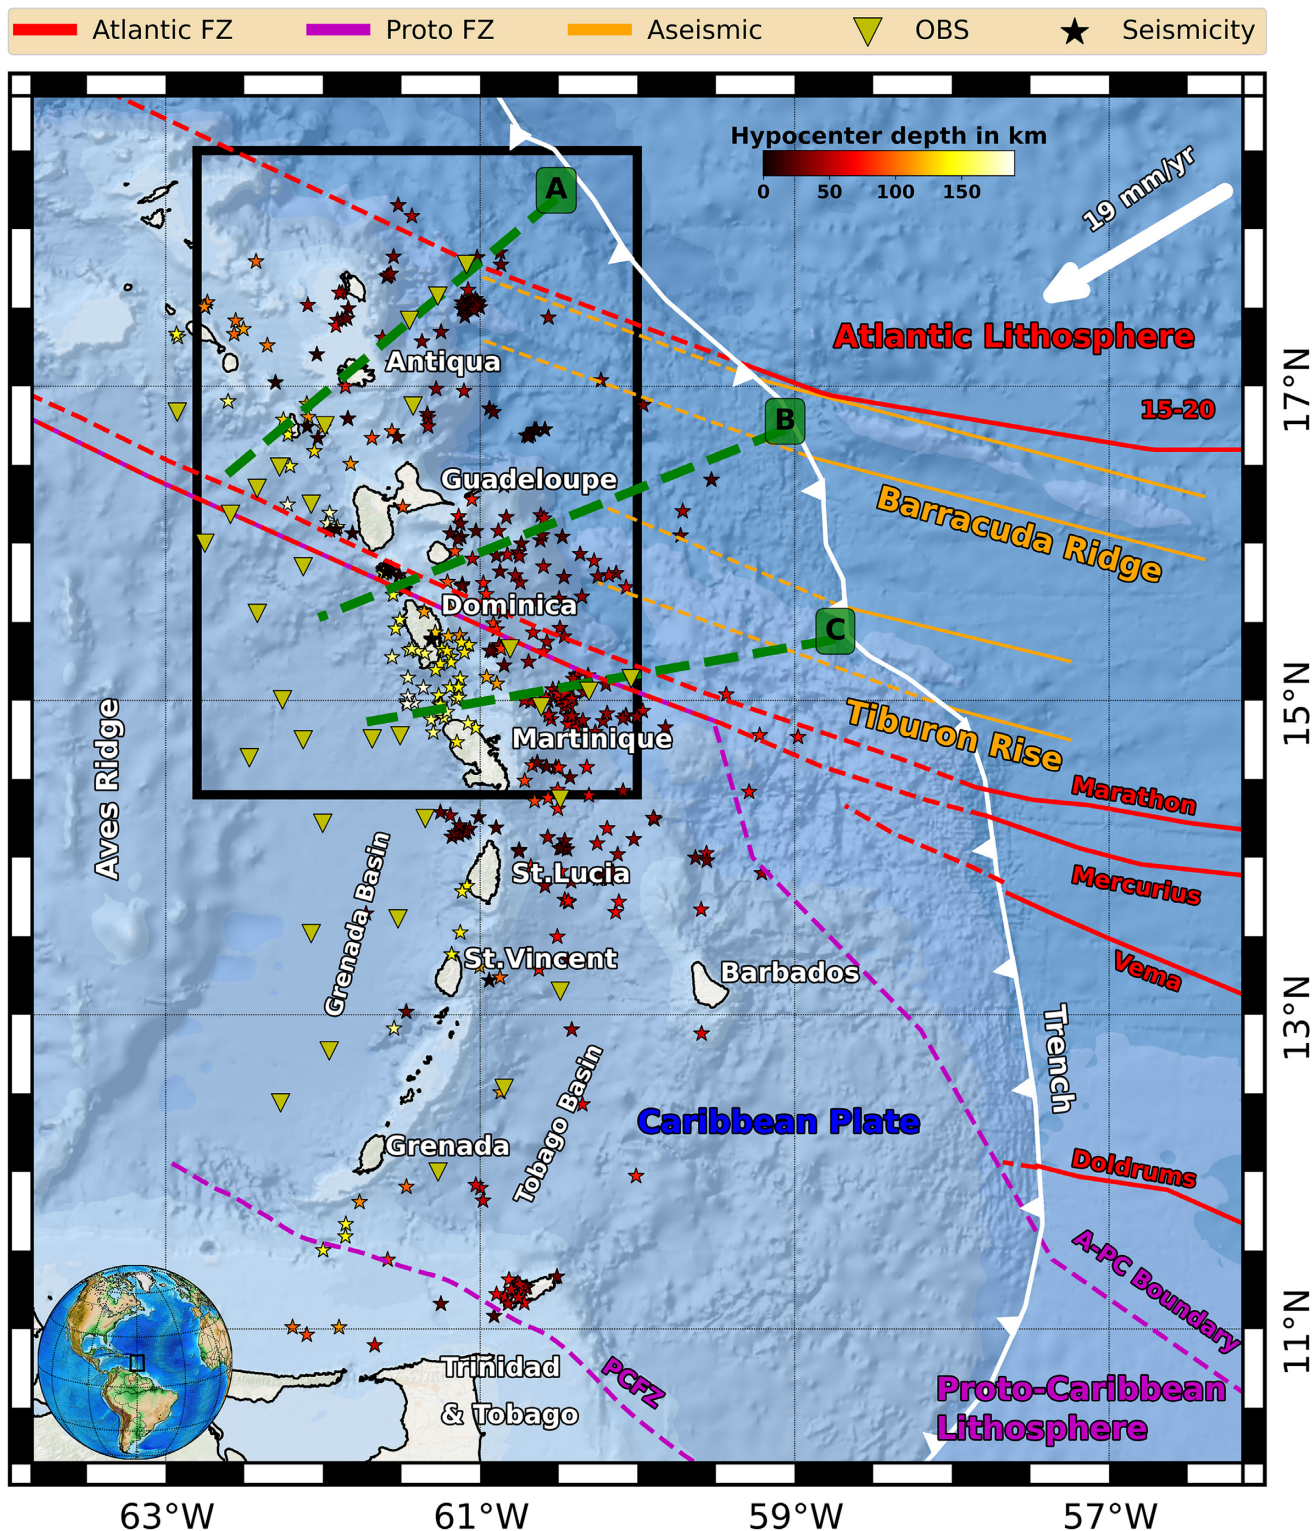 Atlantic FZ
Proto FZ
Aseismic
OBS
Seismicity
Hypocenter depth in km
0 50 100 150
19 mm/yr
A
Atlantic Lithosphere
Antiqua
17°N
15-20
B
Guadeloupe
Barracuda Ridge
Dominica
C
15°N
Tiburon Rise
Martinique
Aves Ridge
Marathon
Mercurius
St.Lucia
Grenada Basin
St.Vincent
Barbados
Vema
13°N
Trench
Tobago Basin
Caribbean Plate
Grenada
Doldrums
A-PC Boundary
11°N
Trinidad
& Tobago
PCFZ
Proto-Caribbean
Lithosphere
63°W 61°W 59°W 57°W